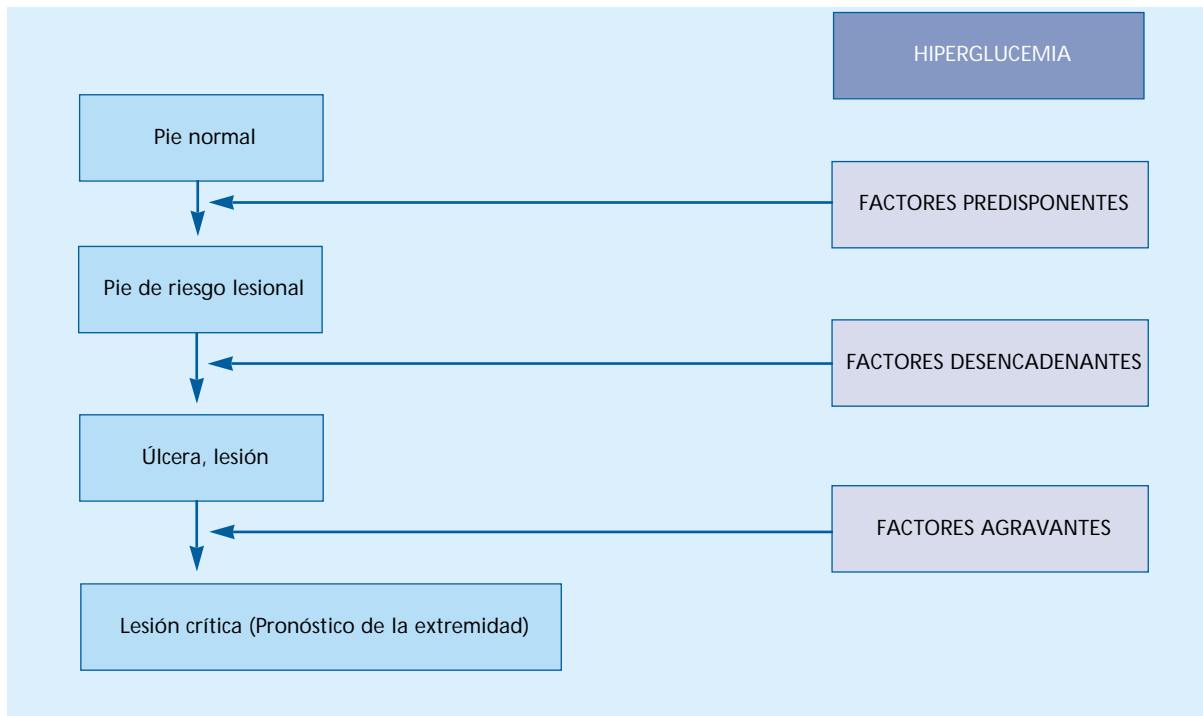 HIPERGLUCEMIA
Pie normal
FACTORES PREDISPONENTES
Pie de riesgo lesional
FACTORES DESENCADENANTES
Úlcera, lesión
FACTORES AGRAVANTES
Lesión crítica (Pronóstico de la extremidad)